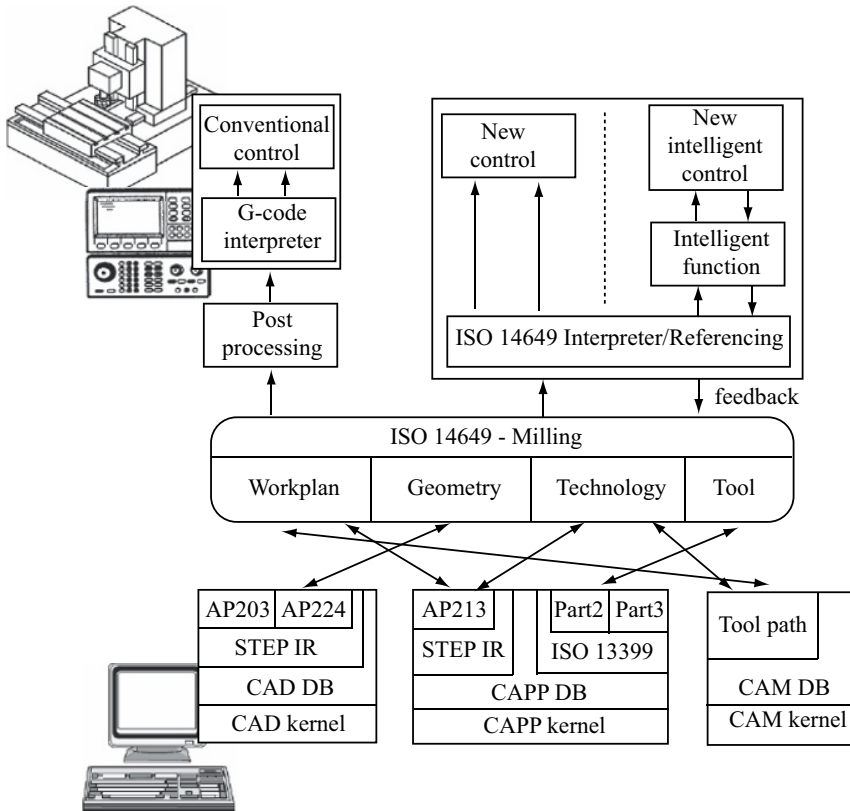 Conventional
control
G-code
interpreter
Post
processing
New
control
New
intelligent
control
Intelligent
function
ISO 14649 Interpreter/Referencing
feedback
ISO 14649 - Milling
Workplan
Geometry
Technology
Tool
AP203
AP224
STEP IR
CAD DB
CAD kernel
AP213
STEP IR
Part2
Part3
ISO 13399
CAPP DB
CAPP kernel
Tool path
CAM DB
CAM kernel